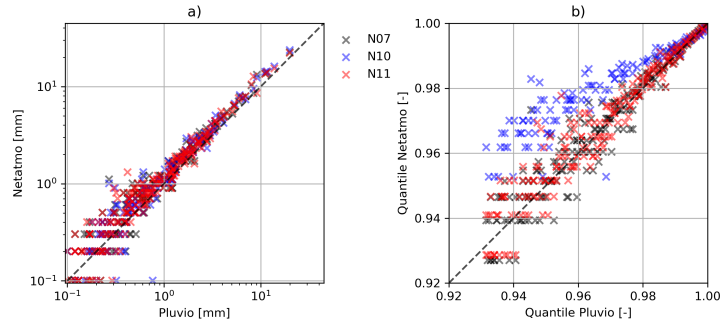 a)
10¹
10⁰
10⁻¹
Netatmo [mm]
10⁻¹ 10⁰ 10¹
Pluvio [mm]
N07
N10
N11
b)
1.00
0.98
0.96
0.94
0.92
Quantile Netatmo [-]
0.92 0.94 0.96 0.98 1.00
Quantile Pluvio [-]